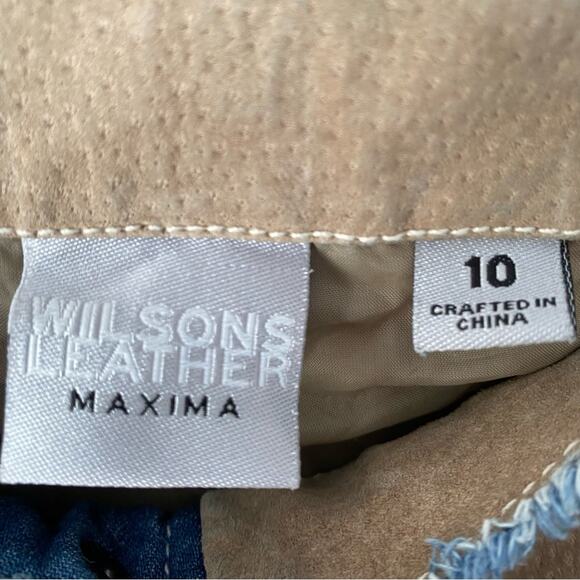 WILSONS
LEATHER
MAXIMA
10
CRAFTED IN
CHINA